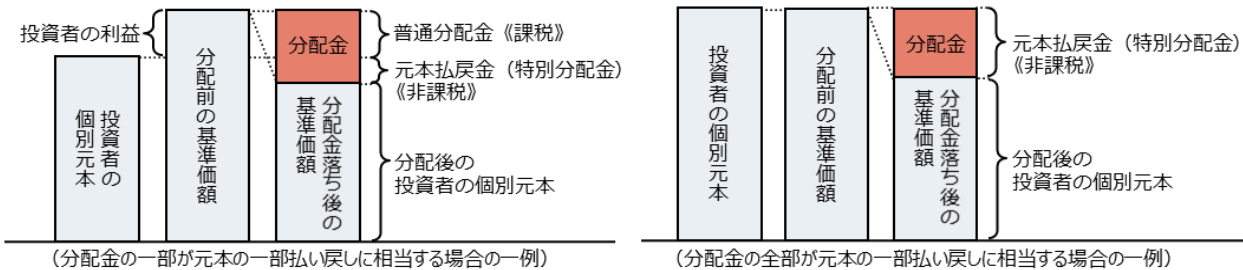 投資者の利益
投資者の
個別元本
分配前の基準価額
分配金
分配金落ち後の
基準価額
普通分配金《課税》
元本払戻金（特別分配金）
《非課税》
分配後の
投資者の個別元本
（分配金の一部が元本の一部払い戻しに相当する場合の一例）
投資者の個別元本
分配前の基準価額
分配金
分配金落ち後の
基準価額
元本払戻金（特別分配金）
《非課税》
分配後の
投資者の個別元本
（分配金の全部が元本の一部払い戻しに相当する場合の一例）